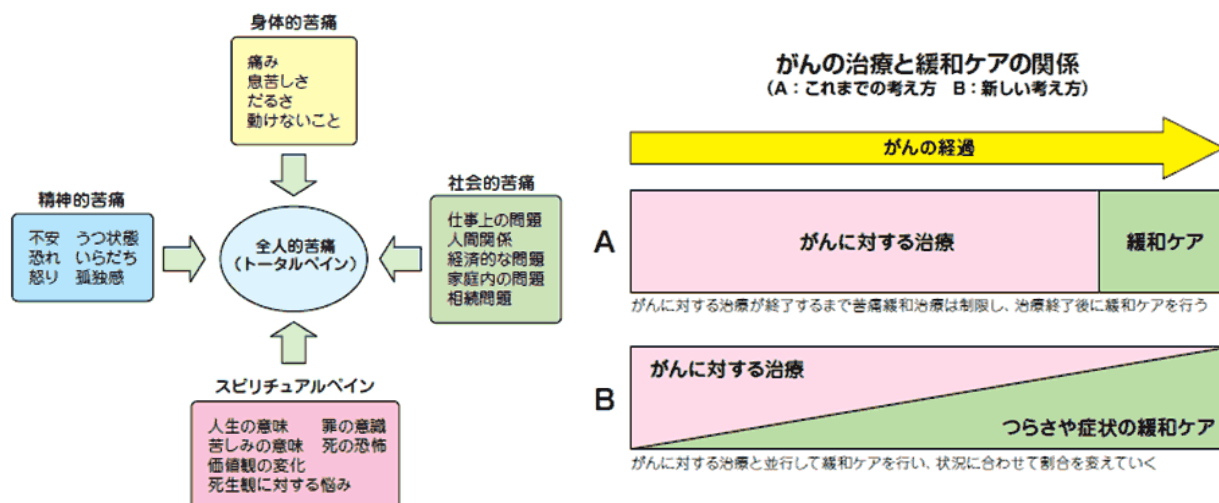 身体的苦痛
痛み
息苦しさ
だるさ
動けないこと
精神的苦痛
不安 うつ状態
恐れ いらだち
怒り 孤独感
全人的苦痛
(トータルペイン)
社会的苦痛
仕事上の問題
人間関係
経済的な問題
家庭内の問題
相続問題
スピリチュアルペイン
人生の意味 罪の意識
苦しみの意味 死の恐怖
価値観の変化
死生観に対する悩み
がんの治療と緩和ケアの関係
(A:これまでの考え方 B:新しい考え方)
がんの経過
A
がんに対する治療
緩和ケア
がんに対する治療が終了するまで苦痛緩和治療は制限し、治療終了後に緩和ケアを行う
B
がんに対する治療
つらさや症状の緩和ケア
がんに対する治療と並行して緩和ケアを行い、状況に合わせて割合を変えていく